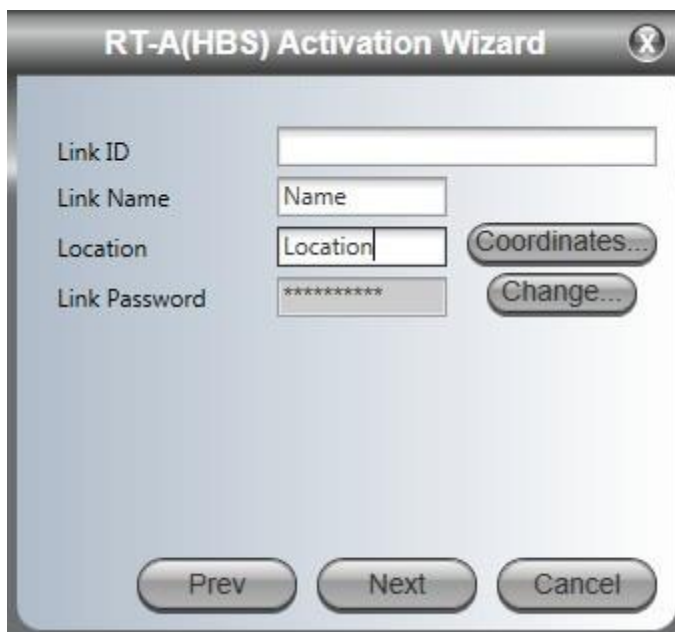 RT-A(HBS) Activation Wizard X
Link ID
Link Name Name
Location Location Coordinates...
Link Password ********** Change...
Prev Next Cancel